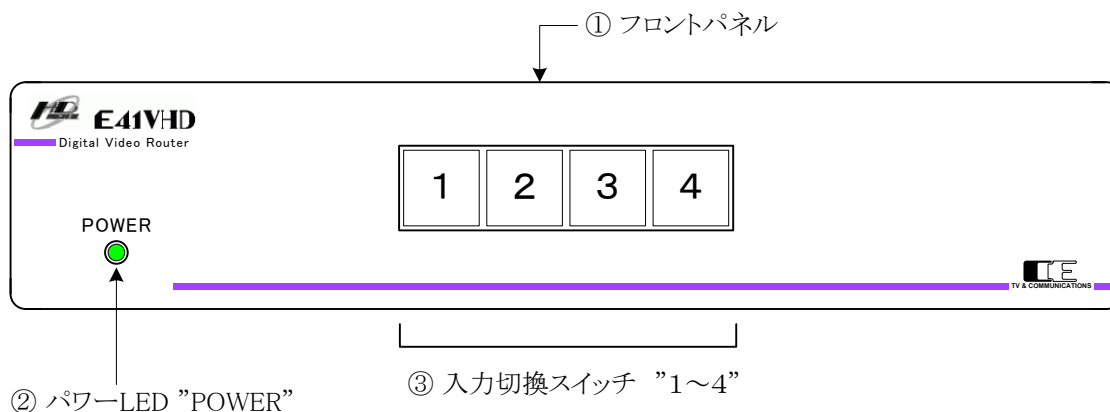 ① フロントパネル
HD
E41VHD
Digital Video Router
1 2 3 4
POWER
TV & COMMUNICATIONS
③ 入力切換スイッチ ”1～4”
② パワーLED ”POWER”